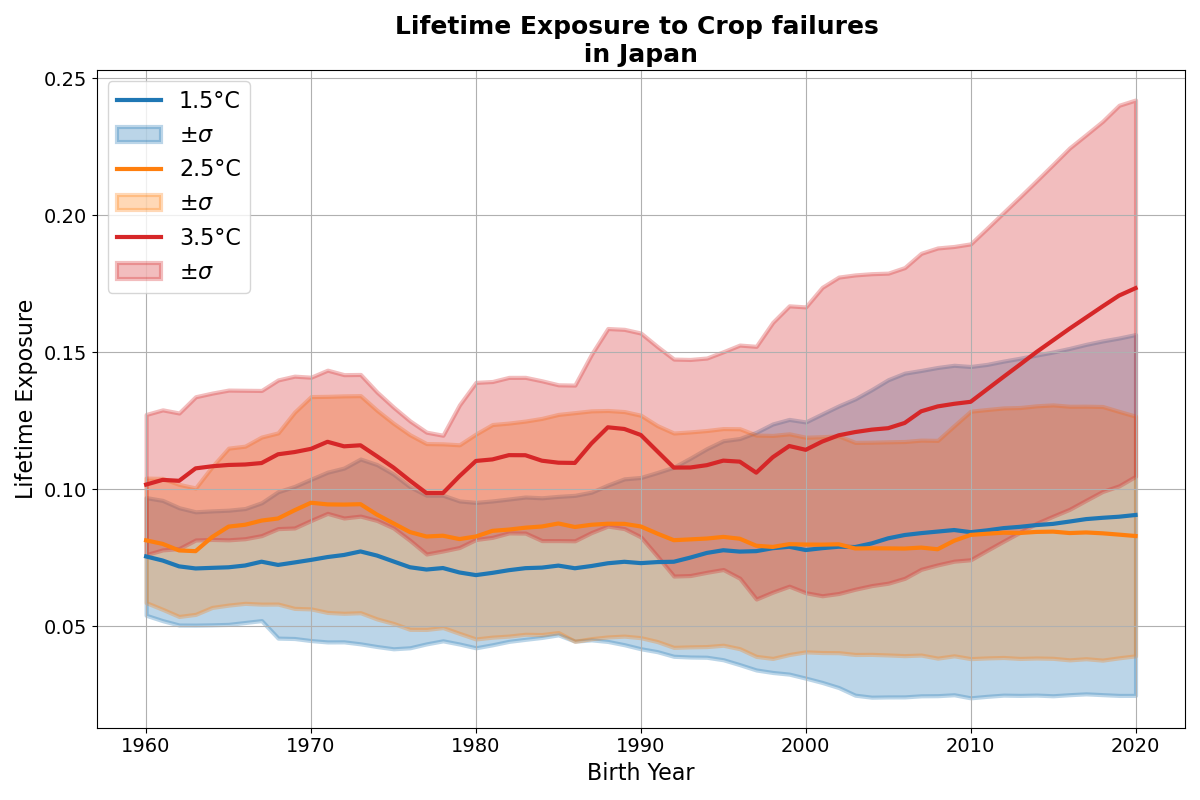 Lifetime Exposure to Crop failures
in Japan
1.5°C
±σ
2.5°C
±σ
3.5°C
±σ
0.25
0.20
0.15
0.10
0.05
Lifetime Exposure
1960 1970 1980 1990 2000 2010 2020
Birth Year